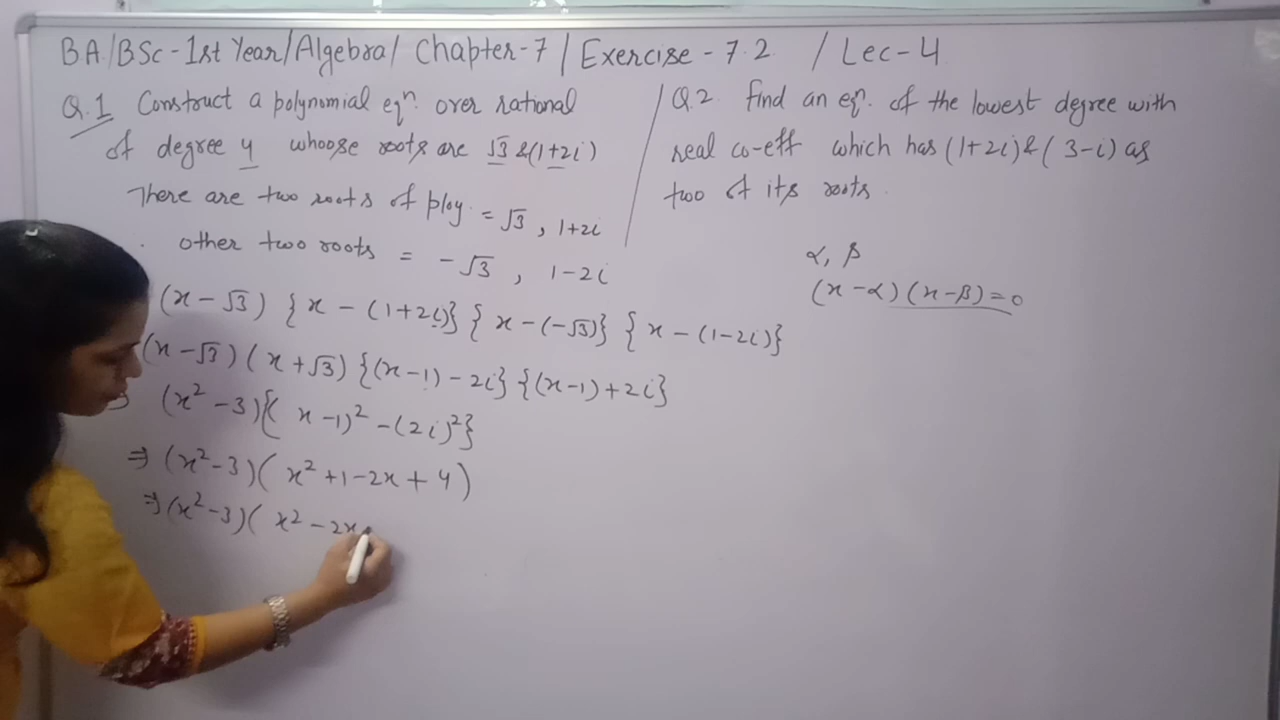 B.A/BSc-1st Year/Algebra/ Chapter-7 / Exercise-7.2 / Lec-4
Q.1 Construct a polynomial eqn. over rational
of degree 4 whoose roots are √3 & (1+2i)
There are two roots of ploy. = √3, 1+2i
other two roots = -√3, 1-2i
(x-√3) {x-(1+2i)} {x-(-√3)} {x-(1-2i)}
(x-√3) (x+√3) {(x-1)-2i} {(x-1)+2i}
⇒ (x²-3){(x-1)²-(2i)²}
⇒ (x²-3)(x²+1-2x+4)
⇒ (x²-3)(x²-2x
Q.2 find an eqn. of the lowest degree with
real co-eff which has (1+2i) & (3-i) as
two of its roots.
α, β
(x-α)(x-β)=0